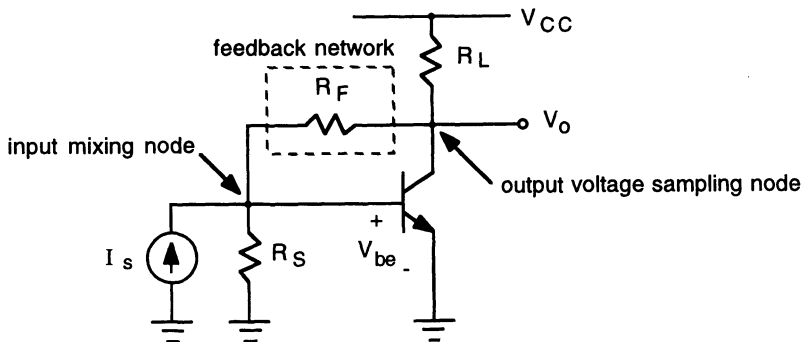 V CC
feedback network
R L
R F
V o
input mixing node
output voltage sampling node
+
I s
R S
V be
-